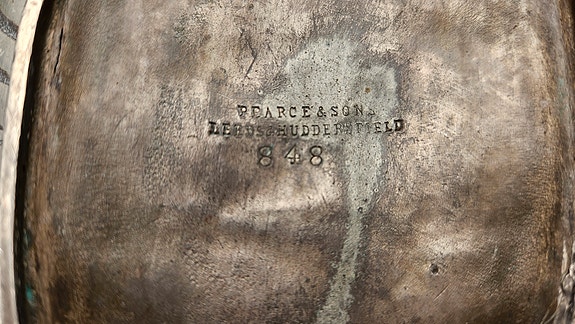 PEARCE & SONS
LEEDS & HUDDERSFIELD
848